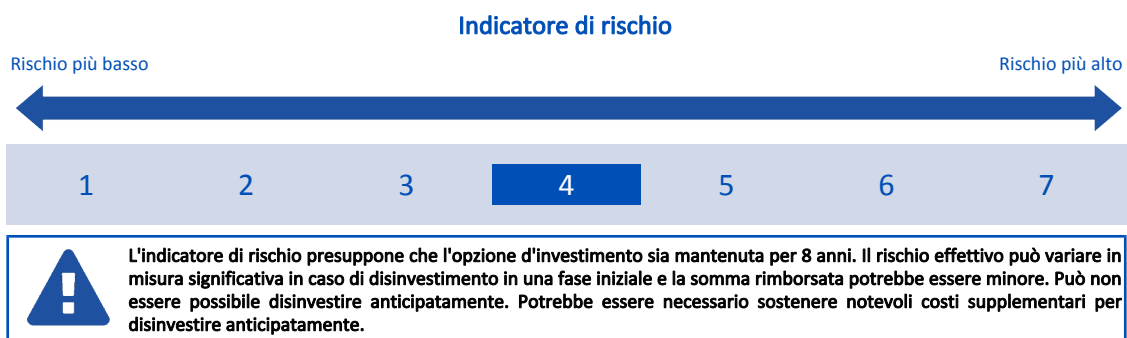 Indicatore di rischio
Rischio più basso
Rischio più alto
1 2 3 4 5 6 7
L'indicatore di rischio presuppone che l'opzione d'investimento sia mantenuta per 8 anni. Il rischio effettivo può variare in
misura significativa in caso di disinvestimento in una fase iniziale e la somma rimborsata potrebbe essere minore. Può non
essere possibile disinvestire anticipatamente. Potrebbe essere necessario sostenere notevoli costi supplementari per
disinvestire anticipatamente.